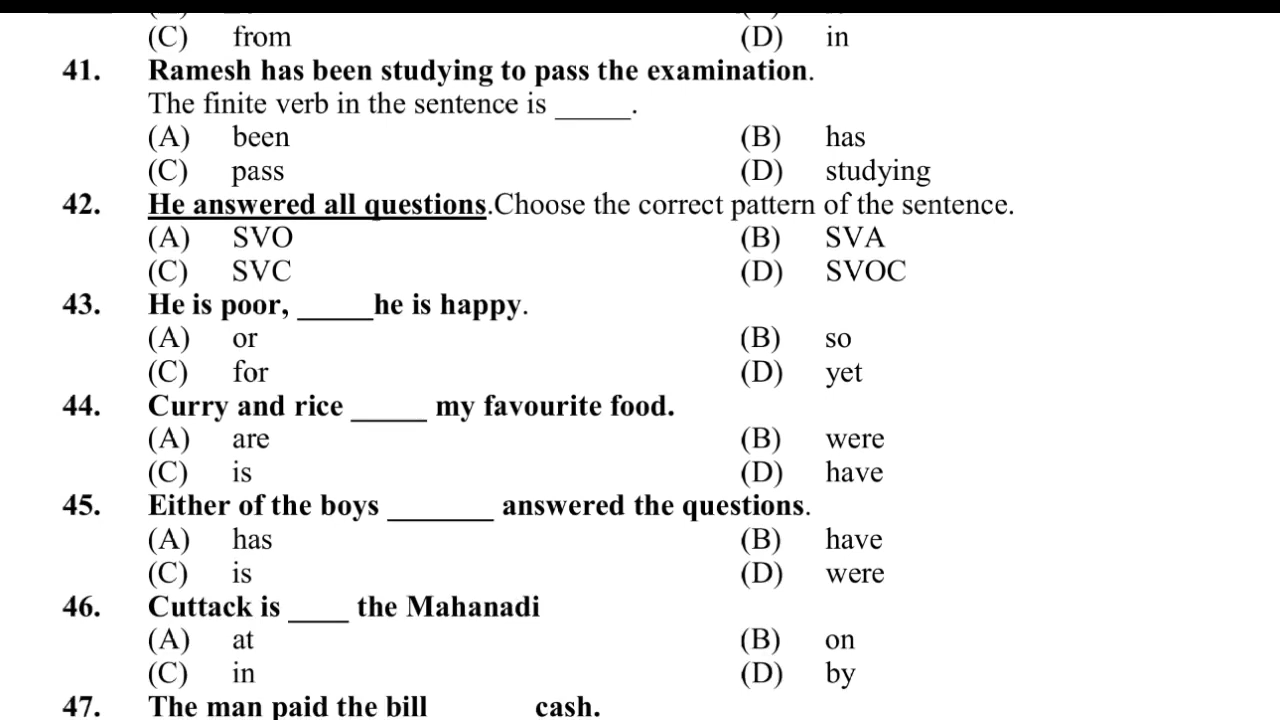 (C) from (D) in
41. Ramesh has been studying to pass the examination.
The finite verb in the sentence is _____.
(A) been (B) has
(C) pass (D) studying
42. He answered all questions.Choose the correct pattern of the sentence.
(A) SVO (B) SVA
(C) SVC (D) SVOC
43. He is poor, _____he is happy.
(A) or (B) so
(C) for (D) yet
44. Curry and rice _____ my favourite food.
(A) are (B) were
(C) is (D) have
45. Either of the boys _______ answered the questions.
(A) has (B) have
(C) is (D) were
46. Cuttack is ____ the Mahanadi
(A) at (B) on
(C) in (D) by
47. The man paid the bill cash.